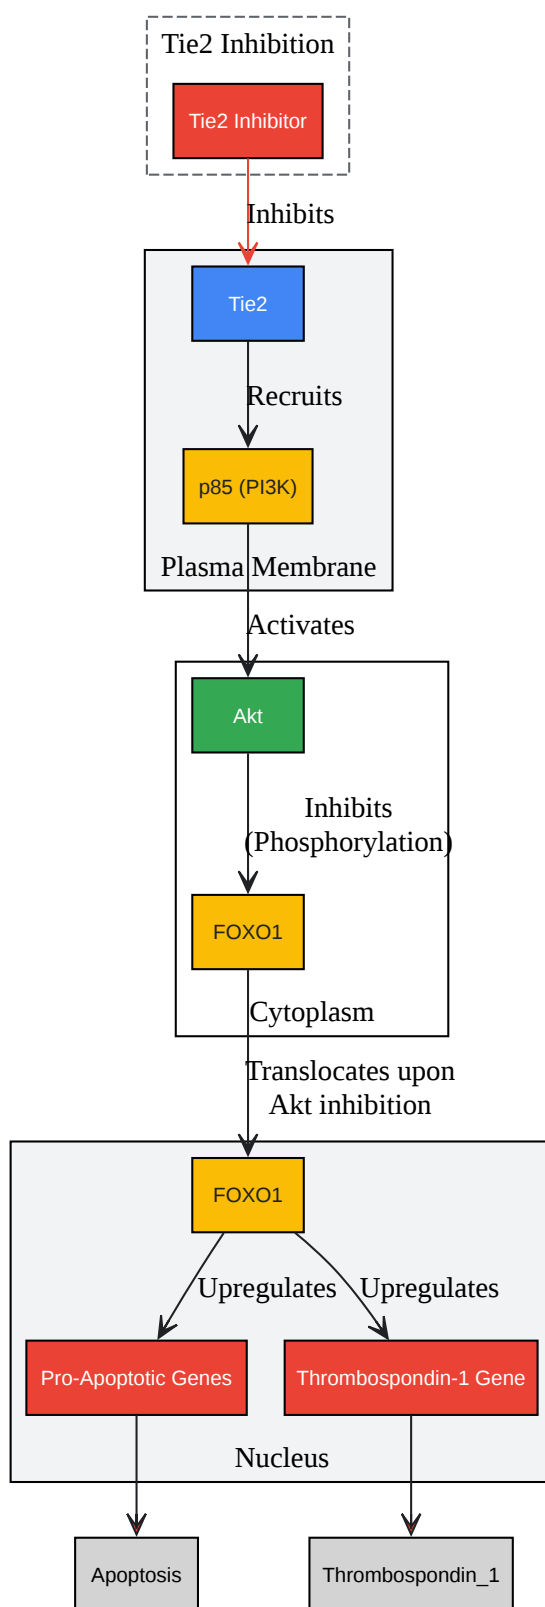 Tie2 Inhibition
Tie2 Inhibitor
Inhibits
Tie2
Recruits
p85 (PI3K)
Plasma Membrane
Activates
Akt
Inhibits
(Phosphorylation)
FOXO1
Cytoplasm
Translocates upon
Akt inhibition
FOXO1
Upregulates
Upregulates
Pro-Apoptotic Genes
Thrombospondin-1 Gene
Nucleus
Apoptosis
Thrombospondin_1